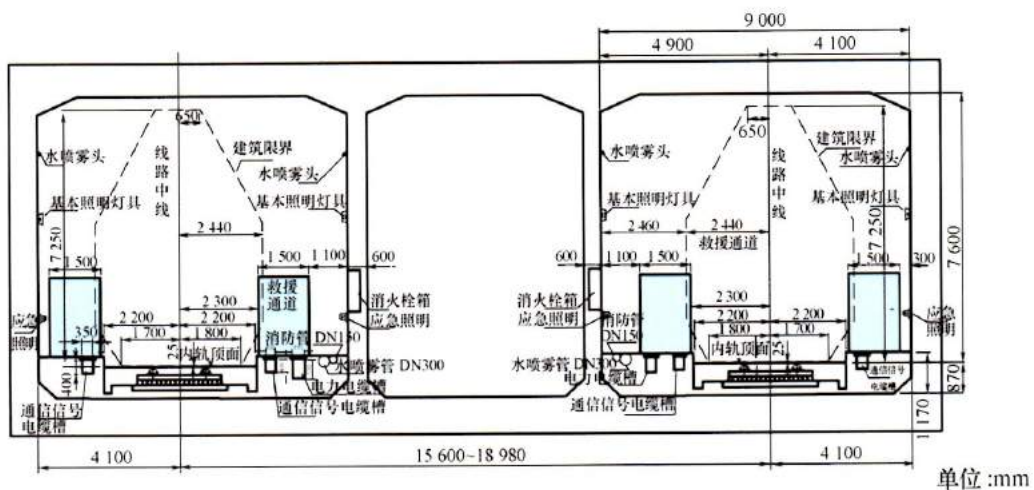 9 000
4 900
4 100
650
水喷雾头
线路中线
建筑限界
水喷雾头
基本照明灯具
基本照明灯具
7 250
2 440
1 500
1 500
1 100
600
救援通道
2 300
消火栓箱
应急照明
应急照明
2 200
2 200
350
1 700
1 800
消防管 DN150
内轨顶面
25
400
水喷雾管 DN300
电力电缆槽
通信信号电缆槽
通信信号电缆槽
650
水喷雾头
线路中线
建筑限界
水喷雾头
基本照明灯具
基本照明灯具
2 460
2 440
救援通道
7 250
7 600
600
1 100
1 500
1 500
300
2 300
消火栓箱
应急照明
消防管 DN150
应急照明
2 200
2 200
1 800
1 700
内轨顶面
25
水喷雾管 DN300
电力电缆槽
通信信号电缆槽
通信信号电缆槽
870
1 170
4 100
15 600~18 980
4 100
单位:mm